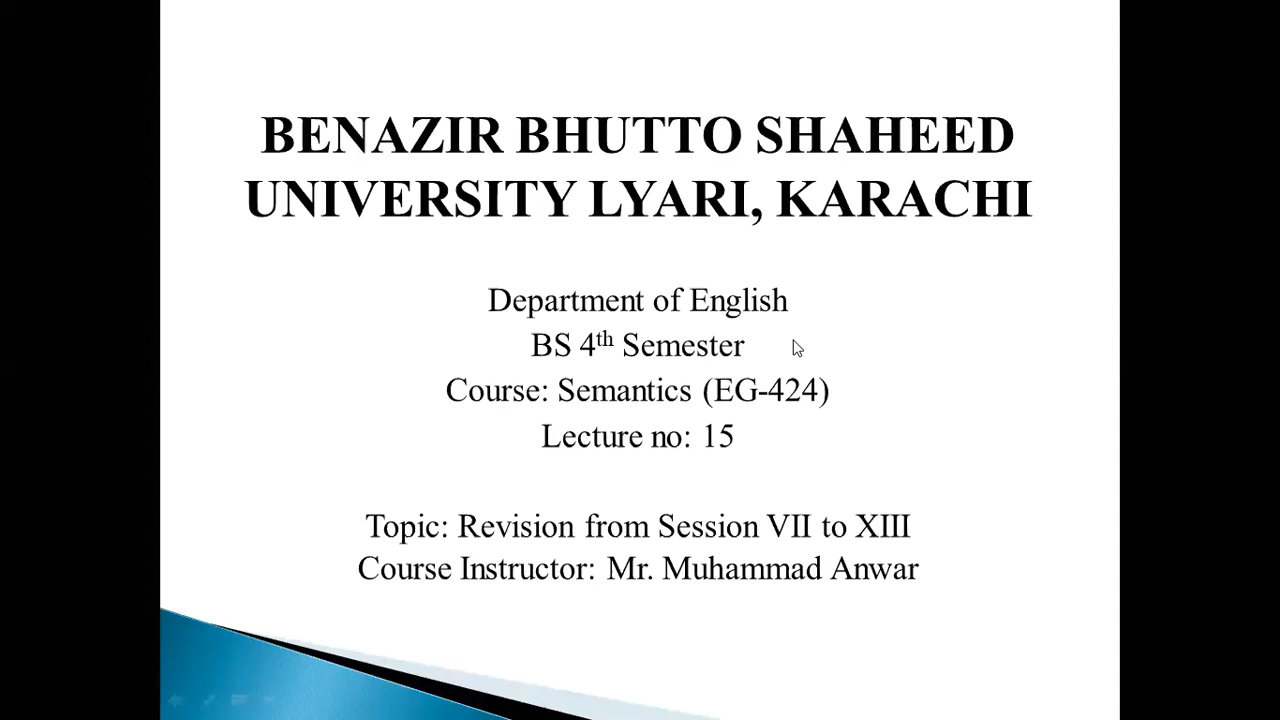 BENAZIR BHUTTO SHAHEED
UNIVERSITY LYARI, KARACHI
Department of English
BS 4th Semester
Course: Semantics (EG-424)
Lecture no: 15
Topic: Revision from Session VII to XIII
Course Instructor: Mr. Muhammad Anwar